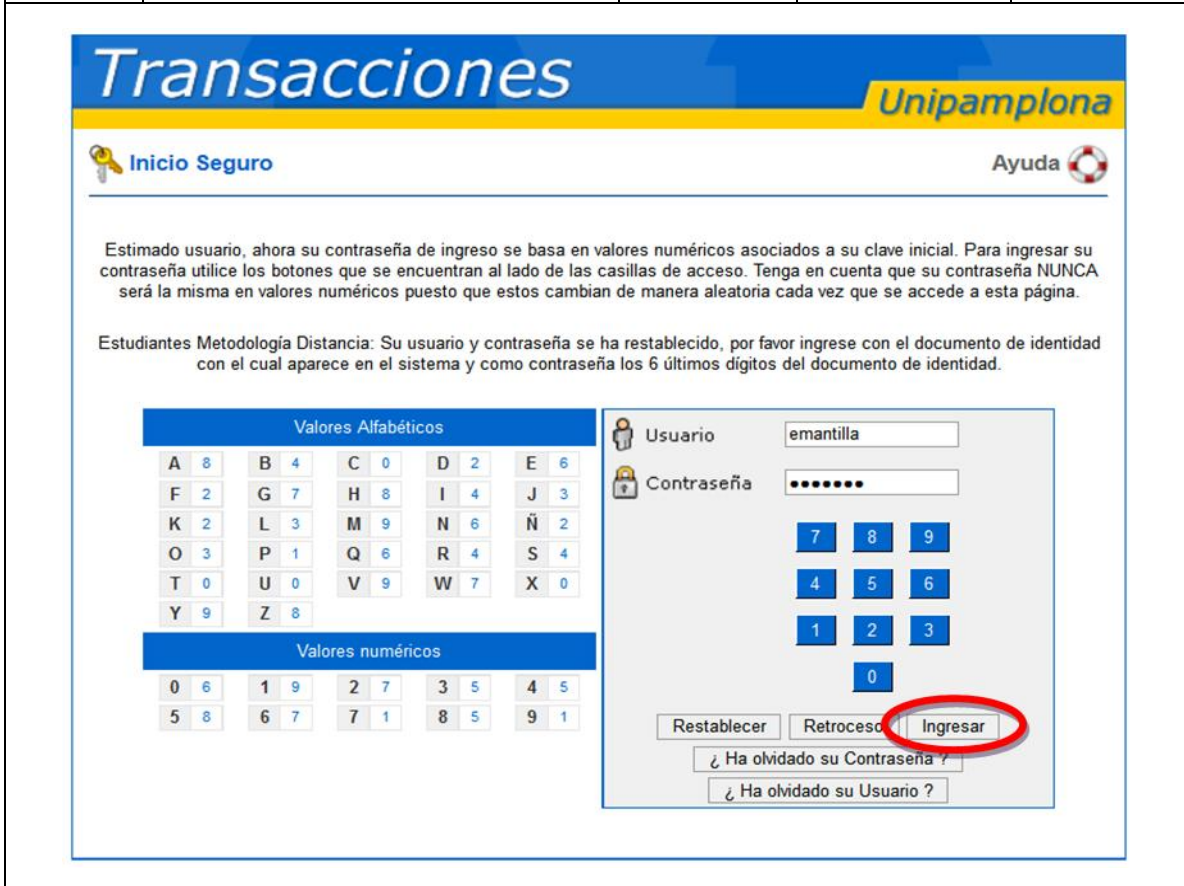 Transacciones
Unipamplona
Inicio Seguro
Ayuda
Estimado usuario, ahora su contraseña de ingreso se basa en valores numéricos asociados a su clave inicial. Para ingresar su
contraseña utilice los botones que se encuentran al lado de las casillas de acceso. Tenga en cuenta que su contraseña NUNCA
será la misma en valores numéricos puesto que estos cambian de manera aleatoria cada vez que se accede a esta página.
Estudiantes Metodología Distancia: Su usuario y contraseña se ha restablecido, por favor ingrese con el documento de identidad
con el cual aparece en el sistema y como contraseña los 6 últimos dígitos del documento de identidad.
Valores Alfabéticos
A 8 B 4 C 0 D 2 E 6
F 2 G 7 H 8 I 4 J 3
K 2 L 3 M 9 N 6 Ñ 2
O 3 P 1 Q 6 R 4 S 4
T 0 U 0 V 9 W 7 X 0
Y 9 Z 8
Valores numéricos
0 6 1 9 2 7 3 5 4 5
5 8 6 7 7 1 8 5 9 1
Usuario emantilla
Contraseña •••••••
7 8 9
4 5 6
1 2 3
0
Restablecer Retroceso Ingresar
¿ Ha olvidado su Contraseña ?
¿ Ha olvidado su Usuario ?